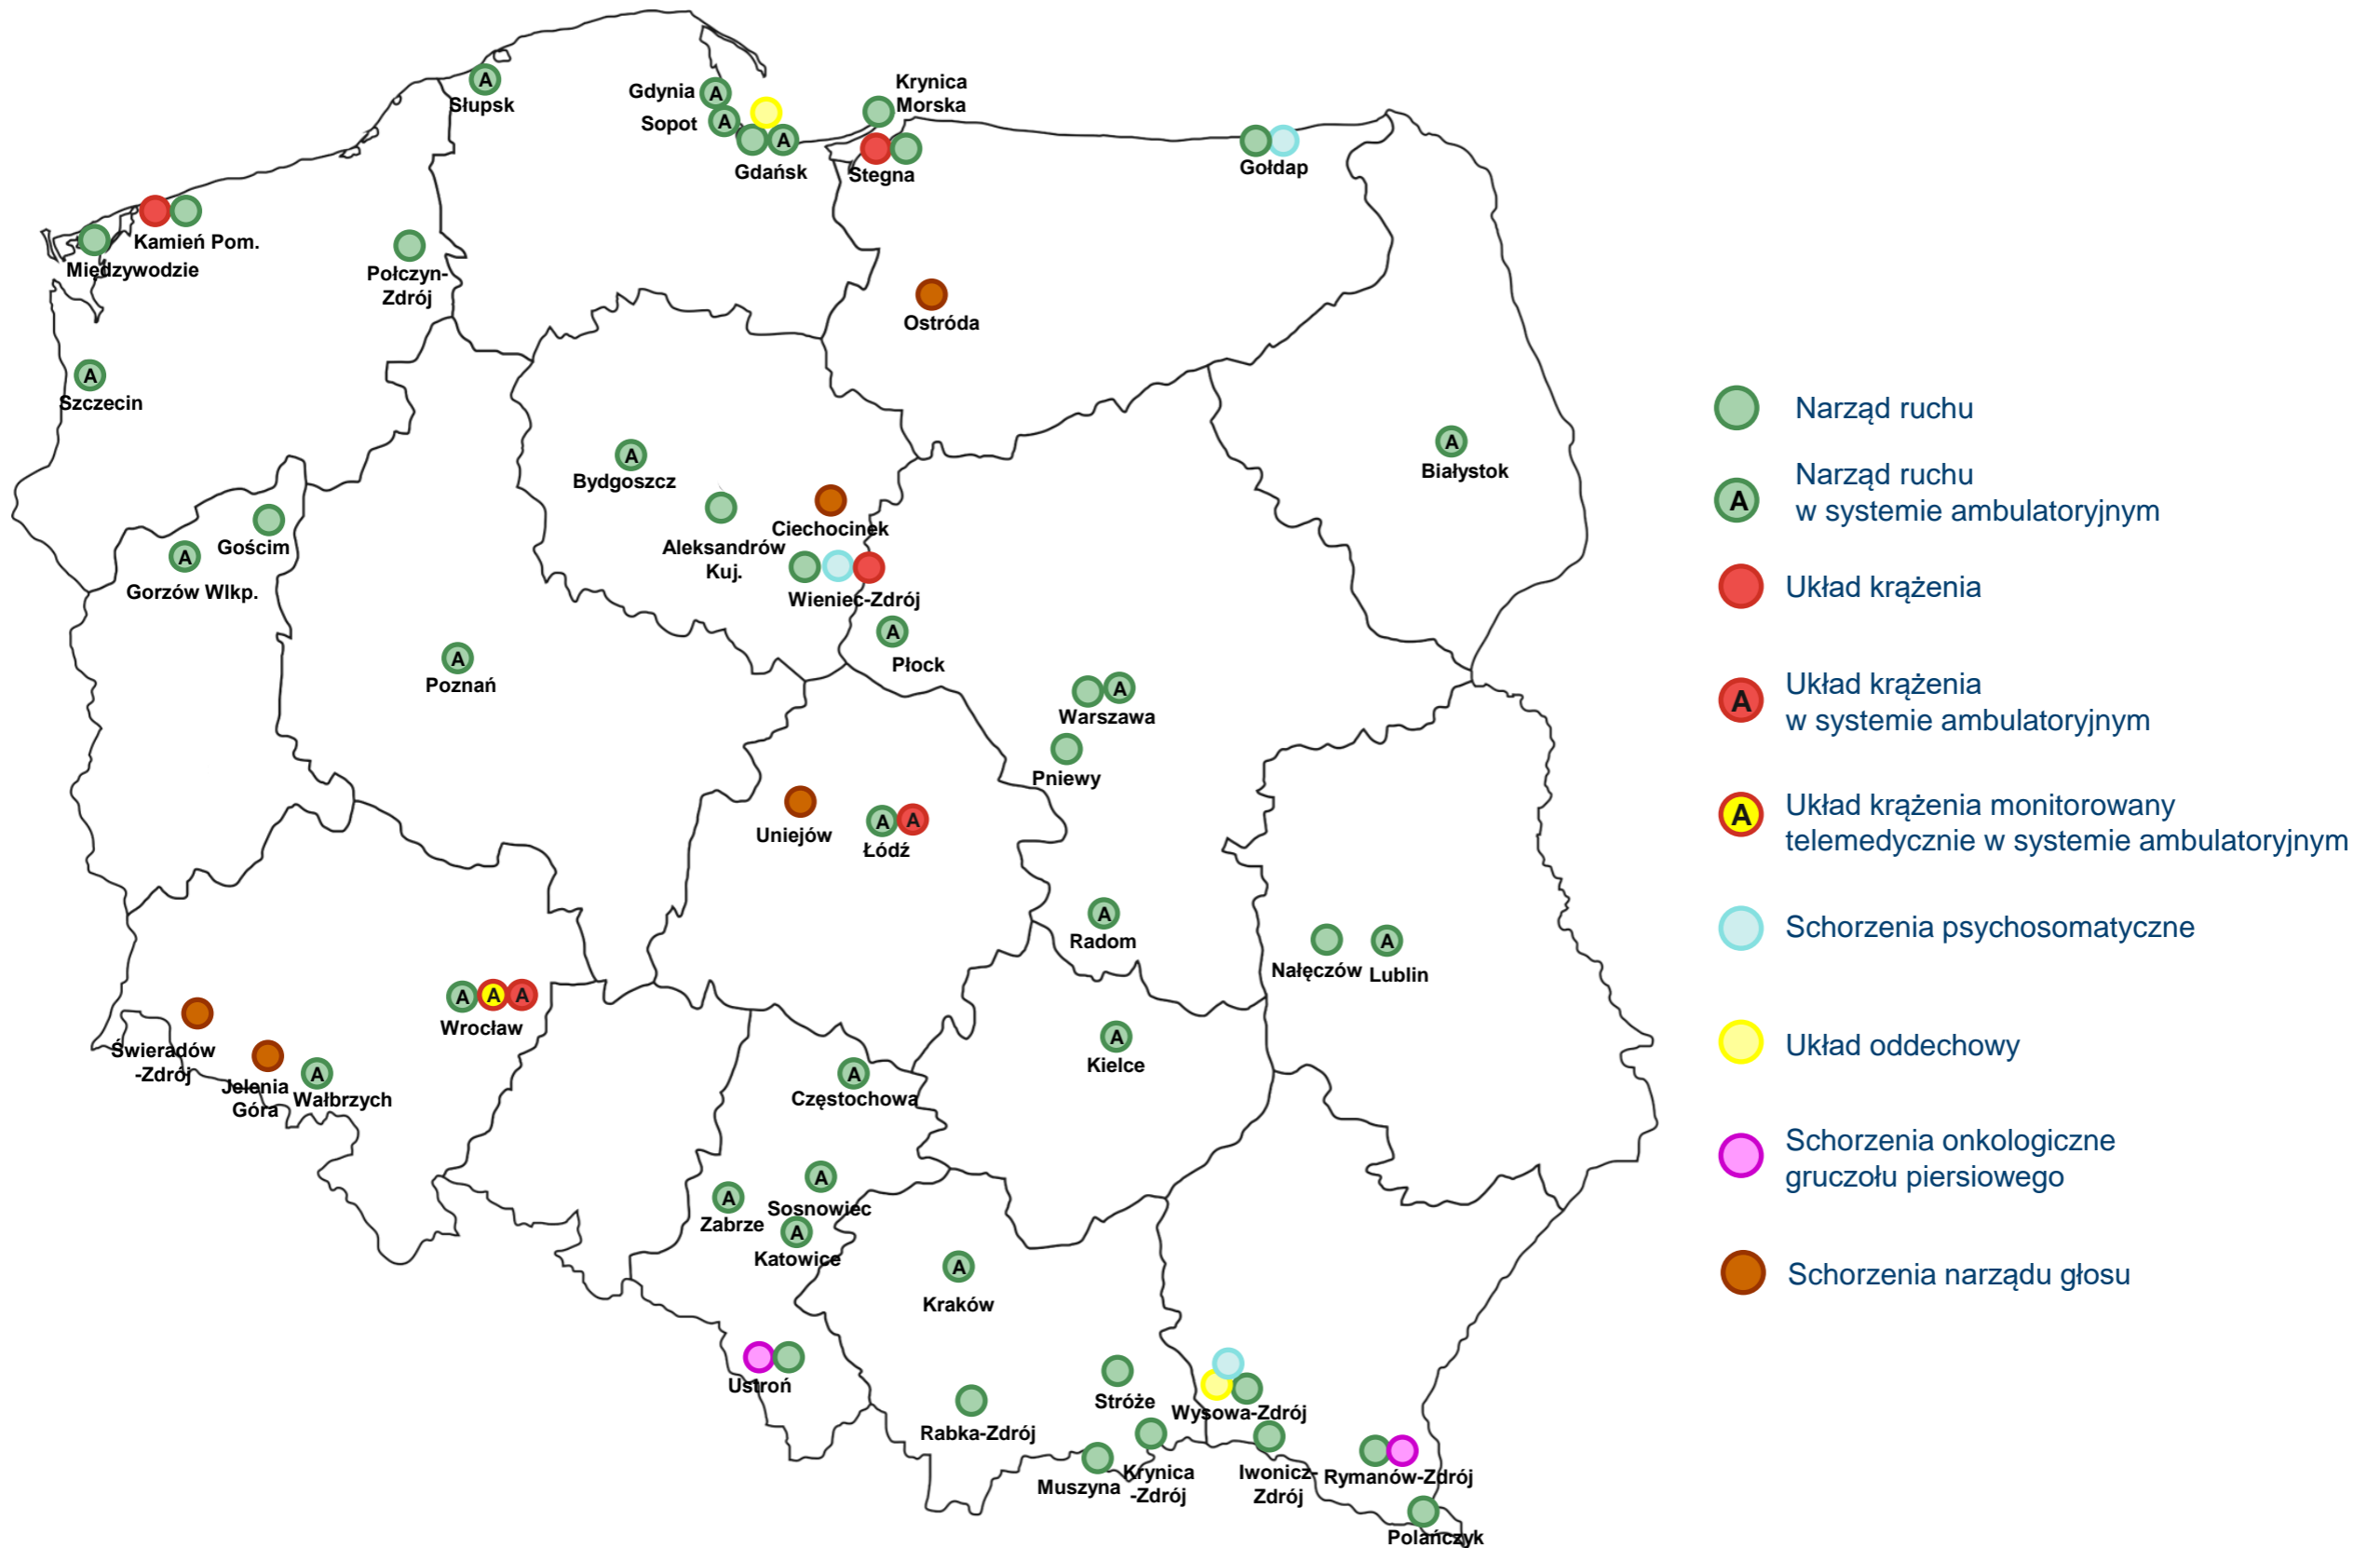 A
Słupsk
Gdynia
A
Sopot
A
A
Gdańsk
Krynica
Morska
Stegna
Gołdap
Kamień Pom.
Międzywodzie
Połczyn-
Zdrój
Ostróda
A
Szczecin
A
Bydgoszcz
A
Białystok
Gościm
A
Gorzów Wlkp.
Aleksandrów
Kuj.
Ciechocinek
Wieniec-Zdrój
A
Płock
A
Poznań
A
Warszawa
Pniewy
Uniejów
A A
Łódź
A
Radom
Nałęczów
A
Lublin
A A A
Wrocław
Świeradów
-Zdrój
Jelenia
Góra
A
Wałbrzych
A
Kielce
A
Częstochowa
A
Zabrze
A
Sosnowiec
A
Katowice
A
Kraków
Ustroń
Rabka-Zdrój
Stróże
Wysowa-Zdrój
Muszyna
Krynica
-Zdrój
Iwonicz-
Zdrój
Rymanów-Zdrój
Polańczyk
Narząd ruchu
A
Narząd ruchu
w systemie ambulatoryjnym
Układ krążenia
A
Układ krążenia
w systemie ambulatoryjnym
A
Układ krążenia monitorowany
telemedycznie w systemie ambulatoryjnym
Schorzenia psychosomatyczne
Układ oddechowy
Schorzenia onkologiczne
gruczołu piersiowego
Schorzenia narządu głosu